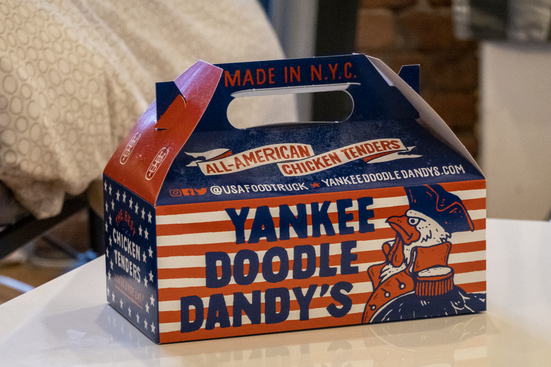 MADE IN N.Y.C.
ALL-AMERICAN CHICKEN TENDERS
@USAFOODTRUCK ★ YANKEEDOODLEDANDYS.COM
YANKEE
DOODLE
DANDY'S
CHICKEN
TENDERS